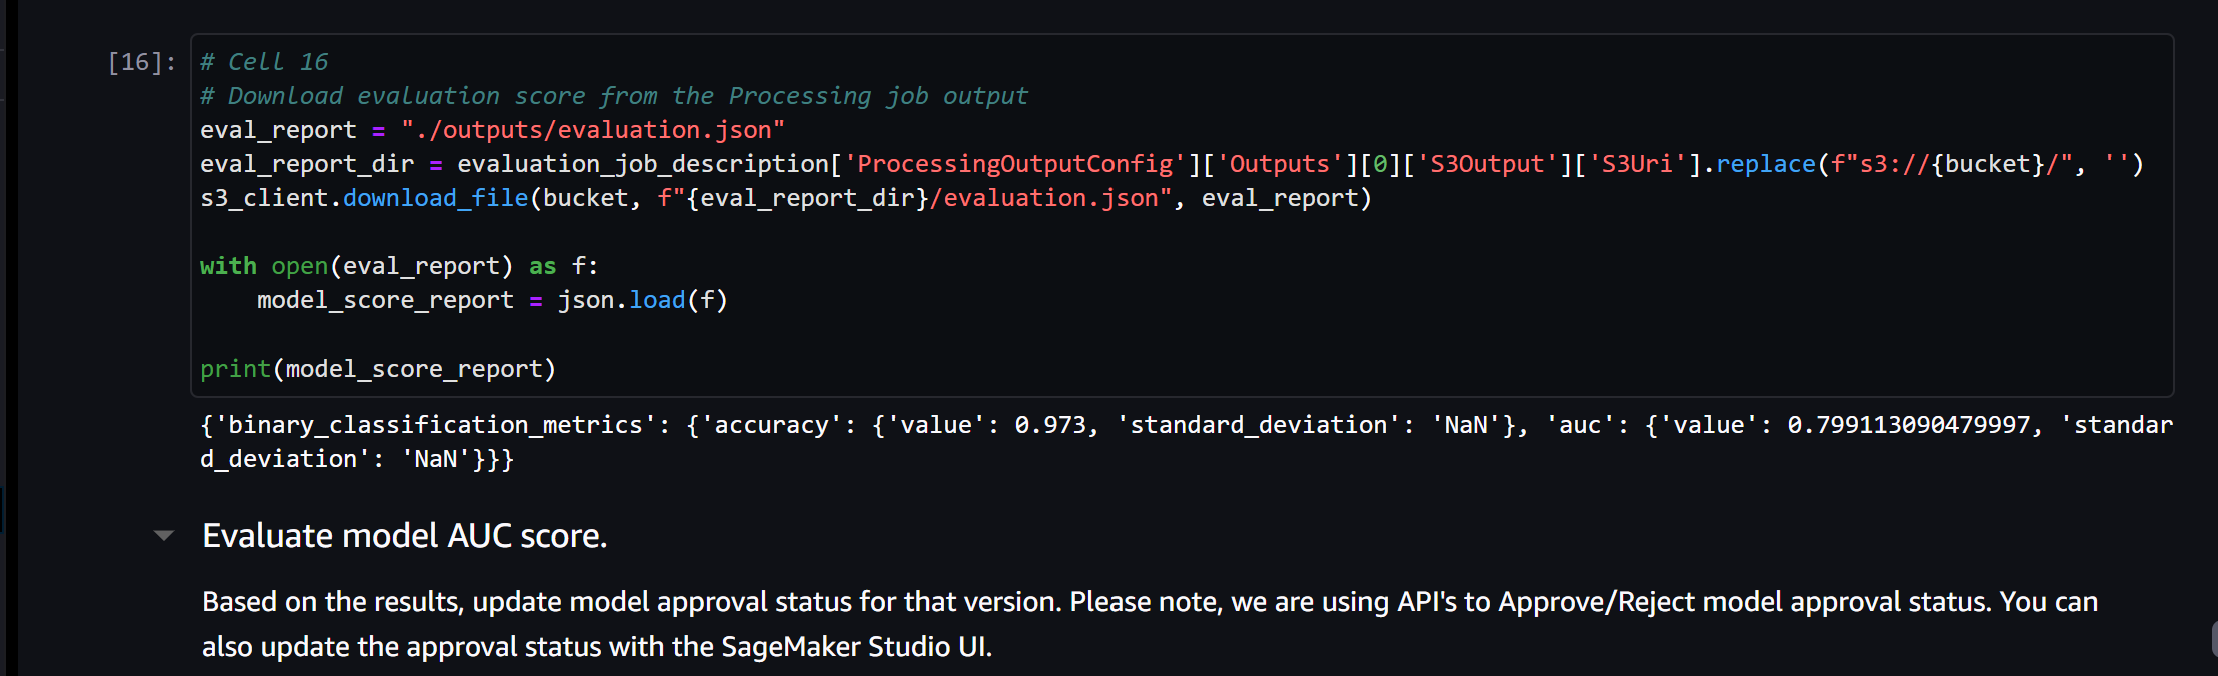 [16]:
# Cell 16
# Download evaluation score from the Processing job output
eval_report = "./outputs/evaluation.json"
eval_report_dir = evaluation_job_description['ProcessingOutputConfig']['Outputs'][0]['S3Output']['S3Uri'].replace(f"s3://{bucket}/", '')
s3_client.download_file(bucket, f"{eval_report_dir}/evaluation.json", eval_report)
with open(eval_report) as f:
    model_score_report = json.load(f)
print(model_score_report)
{'binary_classification_metrics': {'accuracy': {'value': 0.973, 'standard_deviation': 'NaN'}, 'auc': {'value': 0.799113090479997, 'standar
d_deviation': 'NaN'}}}
Evaluate model AUC score.
Based on the results, update model approval status for that version. Please note, we are using API's to Approve/Reject model approval status. You can
also update the approval status with the SageMaker Studio UI.